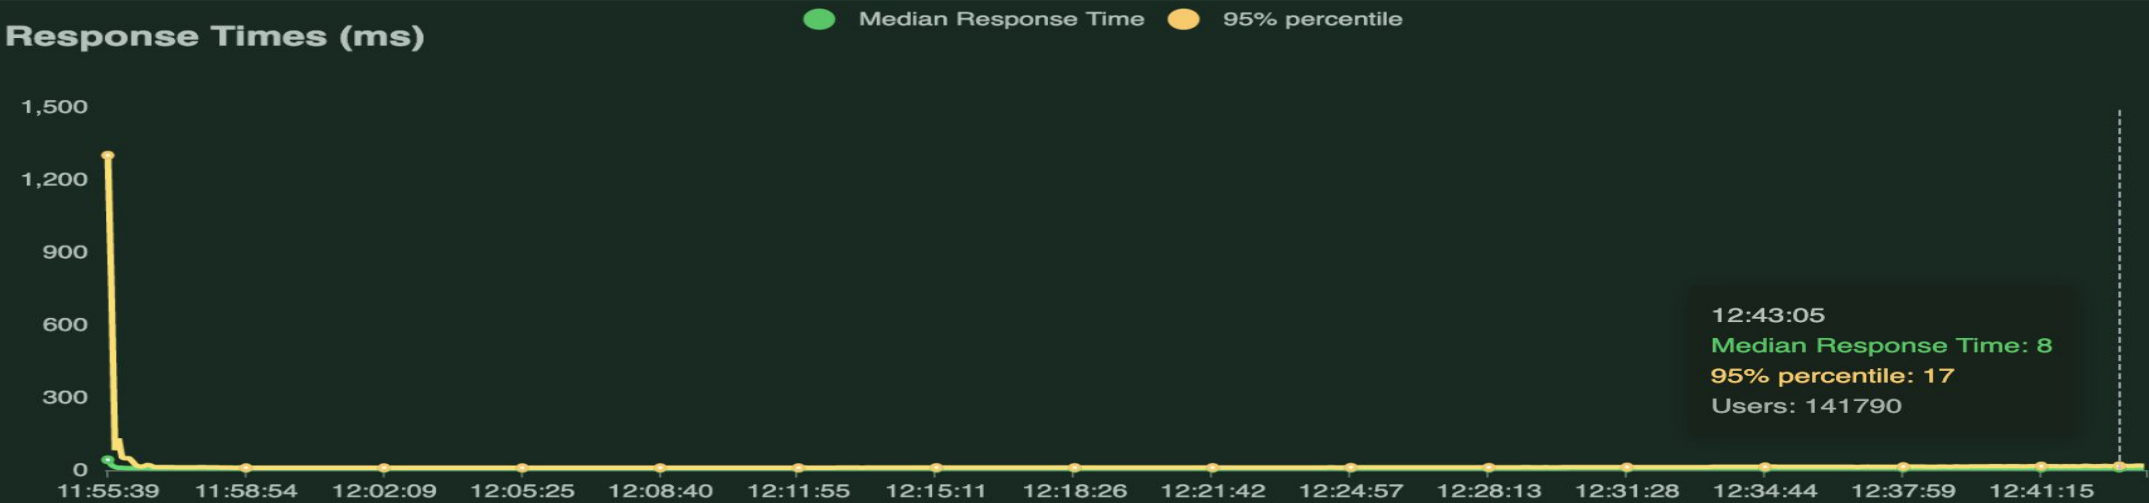 Median Response Time 95% percentile
Response Times (ms)
1,500
1,200
900
600
300
0
12:43:05
Median Response Time: 8
95% percentile: 17
Users: 141790
11:55:39 11:58:54 12:02:09 12:05:25 12:08:40 12:11:55 12:15:11 12:18:26 12:21:42 12:24:57 12:28:13 12:31:28 12:34:44 12:37:59 12:41:15